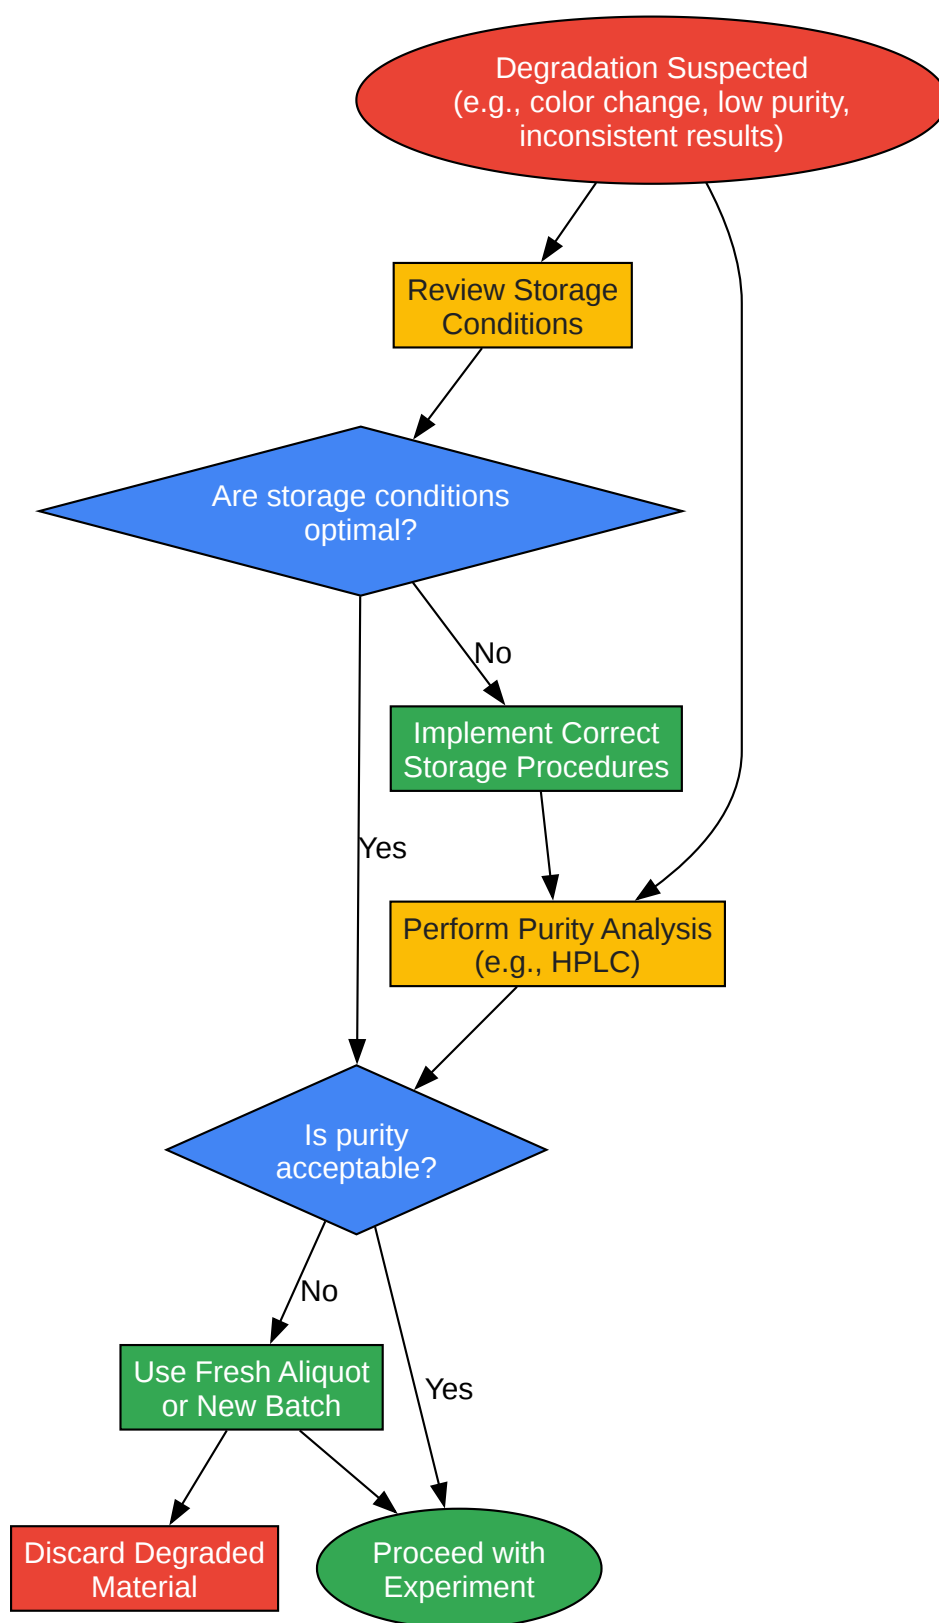 Degradation Suspected
(e.g., color change, low purity,
inconsistent results)
Review Storage
Conditions
Are storage conditions
optimal?
No
Implement Correct
Storage Procedures
Yes
Perform Purity Analysis
(e.g., HPLC)
Is purity
acceptable?
No
Use Fresh Aliquot
or New Batch
Yes
Discard Degraded
Material
Proceed with
Experiment